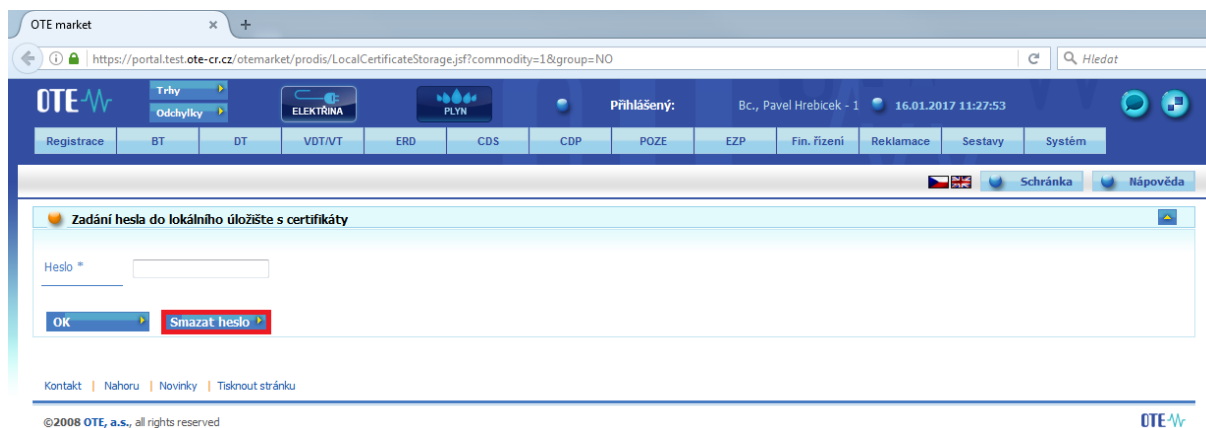 OTE market × +
https://portal.test.ote-cr.cz/otemarket/prodis/LocalCertificateStorage.jsf?commodity=1&group=NO Hledat
OTE Trhy Odchylky ELEKTŘINA PLYN Přihlášený: Bc., Pavel Hrebicek - 1 16.01.2017 11:27:53
Registrace BT DT VDT/VT ERD CDS CDP POZE EZP Fin. řízení Reklamace Sestavy Systém
Schránka Nápověda
Zadání hesla do lokálního úložište s certifikáty
Heslo *
OK Smazat heslo
Kontakt | Nahoru | Novinky | Tisknout stránku
©2008 OTE, a.s., all rights reserved OTE